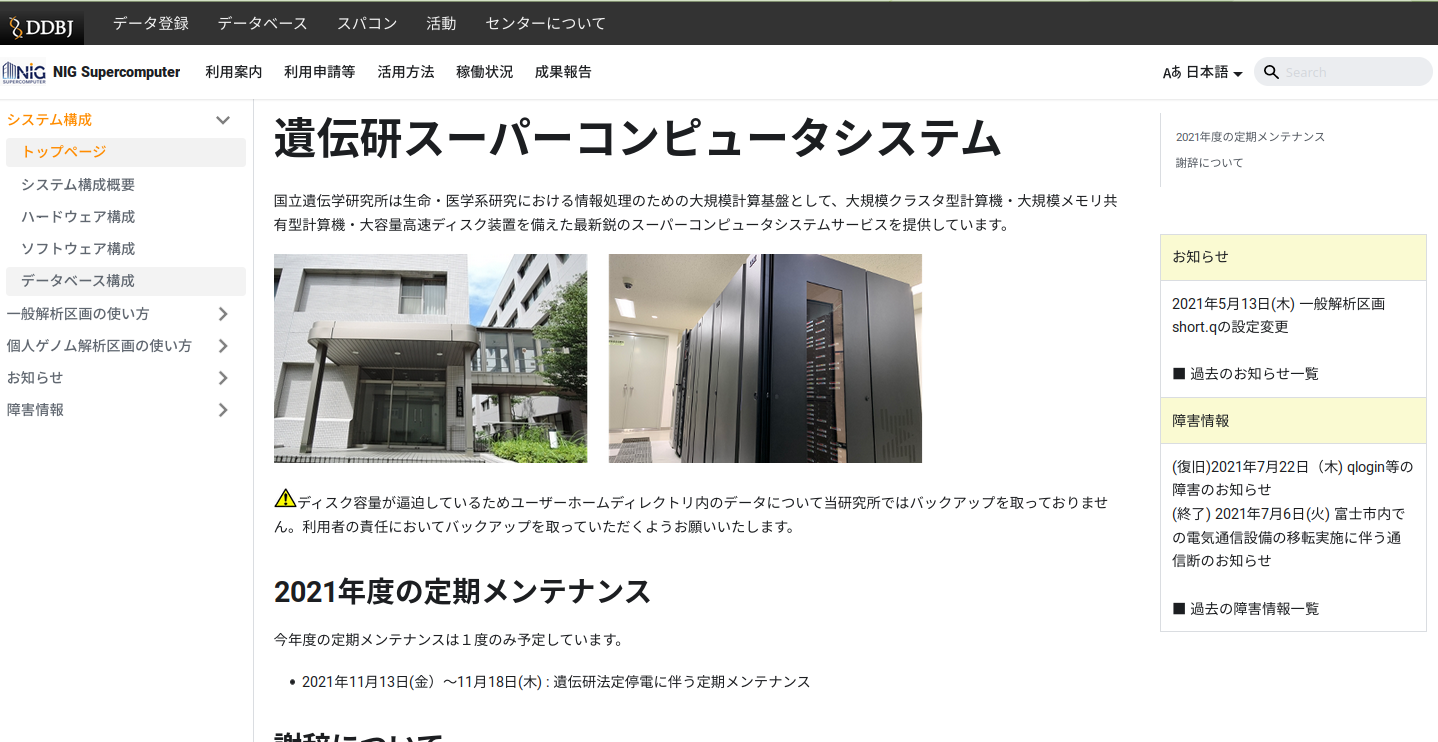 DDBJ
データ登録
データベース
スパコン
活動
センターについて
NIG
SUPERCOMPUTER
NIG Supercomputer
利用案内
利用申請等
活用方法
稼働状況
成果報告
Aあ 日本語
Search
システム構成
トップページ
システム構成概要
ハードウェア構成
ソフトウェア構成
データベース構成
一般解析区画の使い方
個人ゲノム解析区画の使い方
お知らせ
障害情報
遺伝研スーパーコンピュータシステム
国立遺伝学研究所は生命・医学系研究における情報処理のための大規模計算基盤として、大規模クラスタ型計算機・大規模メモリ共
有型計算機・大容量高速ディスク装置を備えた最新鋭のスーパーコンピュータシステムサービスを提供しています。
ディスク容量が逼迫しているためユーザーホームディレクトリ内のデータについて当研究所ではバックアップを取っておりませ
ん。利用者の責任においてバックアップを取っていただくようお願いいたします。
2021年度の定期メンテナンス
今年度の定期メンテナンスは１度のみ予定しています。
• 2021年11月13日(金）〜11月18日(木) : 遺伝研法定停電に伴う定期メンテナンス
謝辞について
2021年度の定期メンテナンス
謝辞について
お知らせ
2021年5月13日(木) 一般解析区画
short.qの設定変更
■ 過去のお知らせ一覧
障害情報
(復旧)2021年7月22日（木) qlogin等の
障害のお知らせ
(終了) 2021年7月6日(火) 富士市内で
の電気通信設備の移転実施に伴う通
信断のお知らせ
■ 過去の障害情報一覧